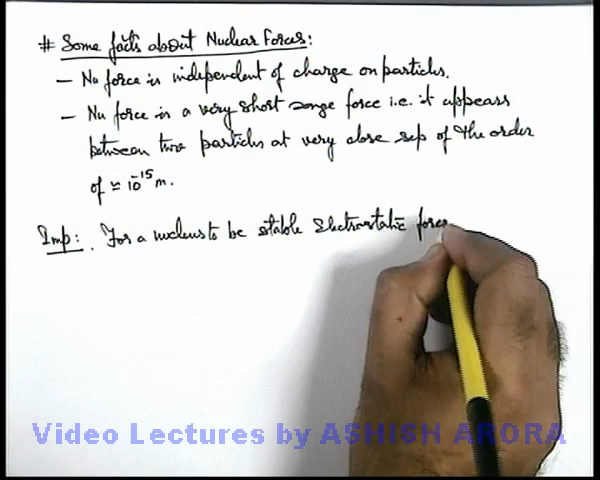 # Some facts about Nuclear Forces:
– Nu force is independent of charge on particles.
– Nu force is a very short range force i.e. it appears
between two particles at very close sep of the order
of ≃ 10⁻¹⁵ m.
Imp: . For a nucleus to be stable Electrostatic force
Video Lectures by ASHISH ARORA